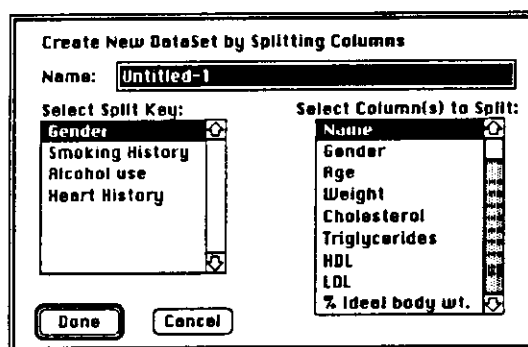 Create New DataSet by Splitting Columns
Name: Untitled-1
Select Split Key:
Gender
Smoking History
Alcohol use
Heart History
Select Column(s) to Split:
Name
Gender
Age
Weight
Cholesterol
Triglycerides
HDL
LDL
% Ideal body wt.
Done
Cancel